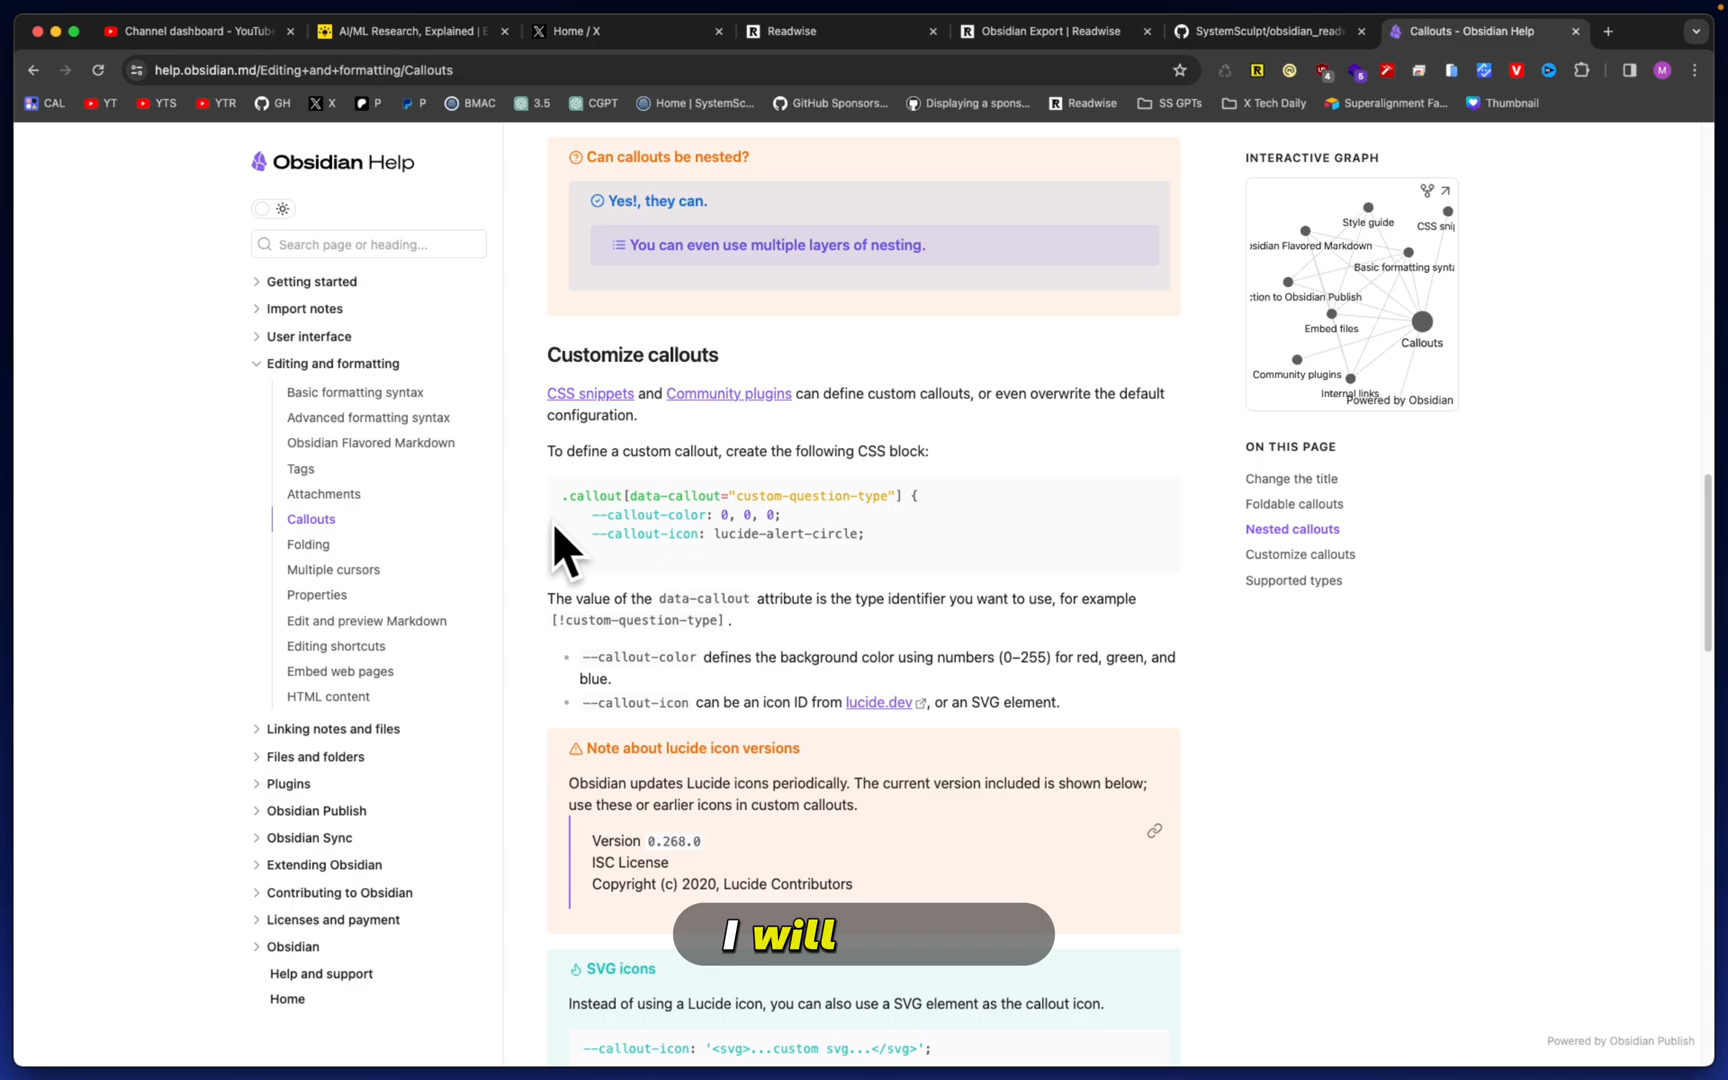 Channel dashboard - YouTube
AI/ML Research, Explained | E
Home / X
Readwise
Obsidian Export | Readwise
SystemSculpt/obsidian_readw
Callouts - Obsidian Help
help.obsidian.md/Editing+and+formatting/Callouts
4
5
M
CAL
YT
YTS
YTR
GH
X
P
P
BMAC
3.5
CGPT
Home | SystemSc...
GitHub Sponsors...
Displaying a spons...
Readwise
SS GPTs
X Tech Daily
Superalignment Fa...
Thumbnail
Obsidian Help
Search page or heading...
Getting started
Import notes
User interface
Editing and formatting
Basic formatting syntax
Advanced formatting syntax
Obsidian Flavored Markdown
Tags
Attachments
Callouts
Folding
Multiple cursors
Properties
Edit and preview Markdown
Editing shortcuts
Embed web pages
HTML content
Linking notes and files
Files and folders
Plugins
Obsidian Publish
Obsidian Sync
Extending Obsidian
Contributing to Obsidian
Licenses and payment
Obsidian
Help and support
Home
Can callouts be nested?
Yes!, they can.
You can even use multiple layers of nesting.
Customize callouts
CSS snippets and Community plugins can define custom callouts, or even overwrite the default
configuration.
To define a custom callout, create the following CSS block:
.callout[data-callout="custom-question-type"] {
--callout-color: 0, 0, 0;
--callout-icon: lucide-alert-circle;
The value of the data-callout attribute is the type identifier you want to use, for example
[!custom-question-type] .
• --callout-color defines the background color using numbers (0–255) for red, green, and
blue.
• --callout-icon can be an icon ID from lucide.dev, or an SVG element.
Note about lucide icon versions
Obsidian updates Lucide icons periodically. The current version included is shown below;
use these or earlier icons in custom callouts.
Version 0.268.0
ISC License
Copyright (c) 2020, Lucide Contributors
I will
SVG icons
Instead of using a Lucide icon, you can also use a SVG element as the callout icon.
--callout-icon: '<svg>...custom svg...</svg>';
INTERACTIVE GRAPH
Style guide
CSS snip
sidian Flavored Markdown
Basic formatting synta
ction to Obsidian Publish
Embed files
Callouts
Community plugins
Internal links
Powered by Obsidian
ON THIS PAGE
Change the title
Foldable callouts
Nested callouts
Customize callouts
Supported types
Powered by Obsidian Publish